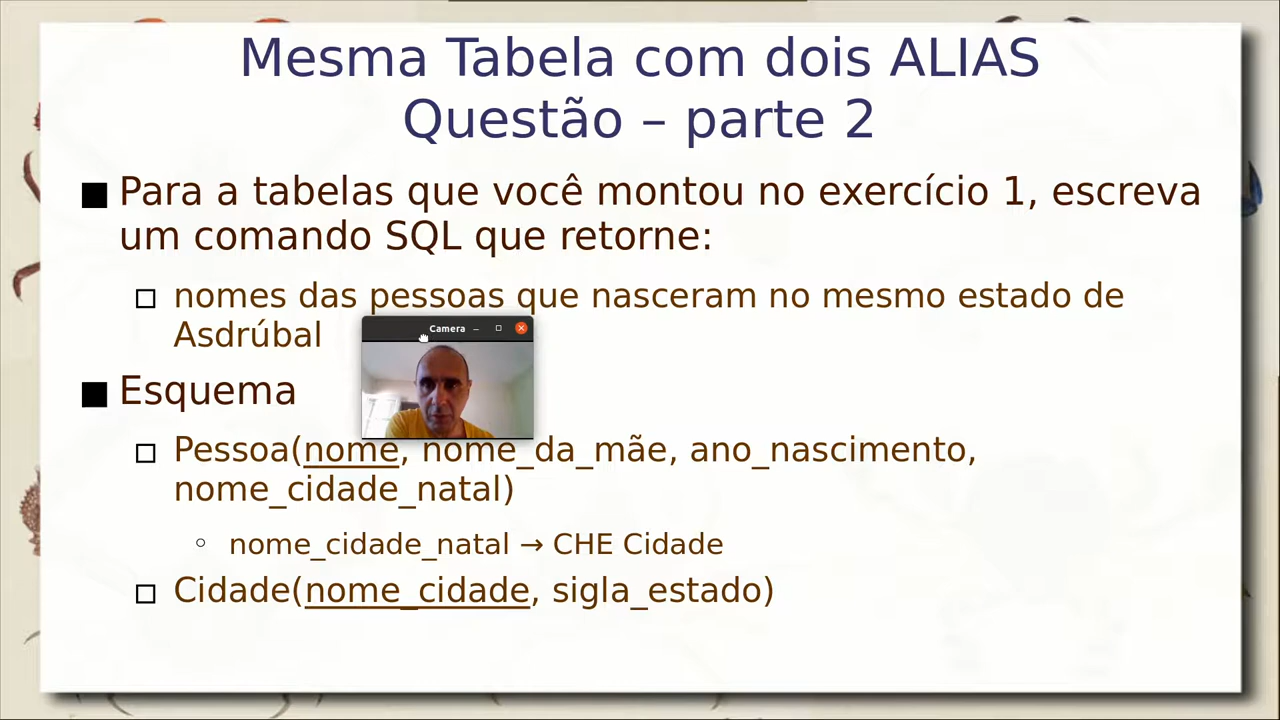 Mesma Tabela com dois ALIAS
Questão – parte 2
Para a tabelas que você montou no exercício 1, escreva
um comando SQL que retorne:
nomes das pessoas que nasceram no mesmo estado de
Asdrúbal
Camera
Esquema
Pessoa(nome, nome_da_mãe, ano_nascimento,
nome_cidade_natal)
nome_cidade_natal → CHE Cidade
Cidade(nome_cidade, sigla_estado)